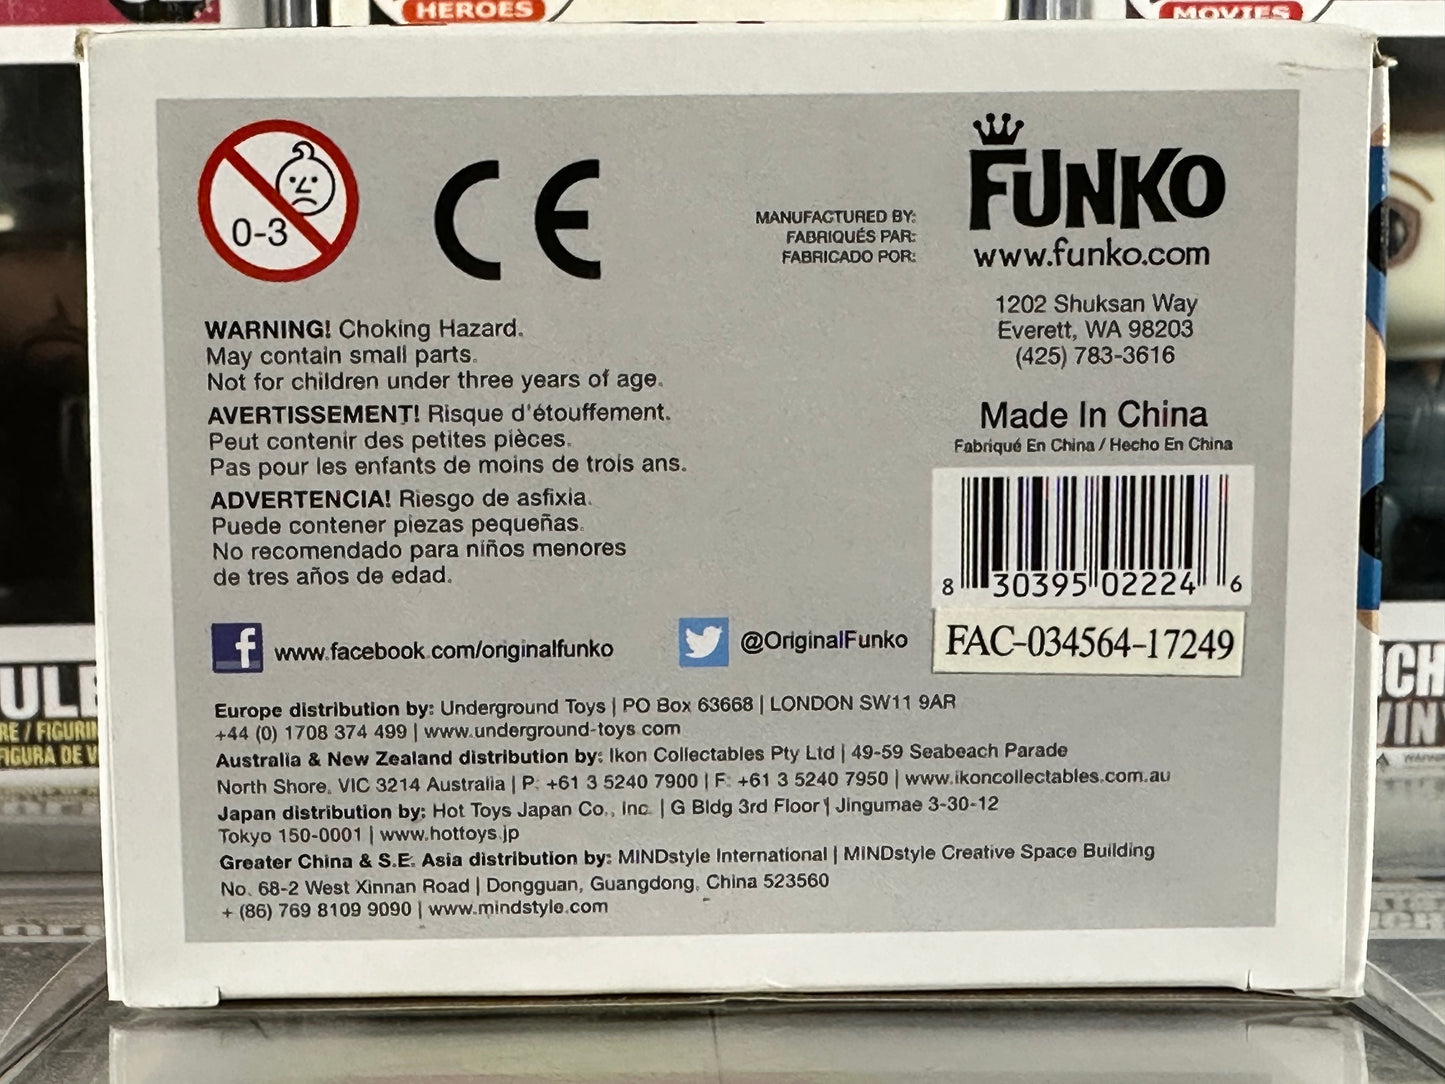 HEROES
MOVIES
0-3
CE
MANUFACTURED BY:
FABRIQUÉS PAR:
FABRICADO POR:
FUNKO
www.funko.com
1202 Shuksan Way
Everett, WA 98203
(425) 783-3616
Made In China
Fabriqué En China / Hecho En China
8 30395 02224 6
FAC-034564-17249
WARNING! Choking Hazard.
May contain small parts.
Not for children under three years of age.
AVERTISSEMENT! Risque d'étouffement.
Peut contenir des petites pièces.
Pas pour les enfants de moins de trois ans.
ADVERTENCIA! Riesgo de asfixia.
Puede contener piezas pequeñas.
No recomendado para niños menores
de tres años de edad.
f www.facebook.com/originalfunko
@OriginalFunko
Europe distribution by: Underground Toys | PO Box 63668 | LONDON SW11 9AR
+44 (0) 1708 374 499 | www.underground-toys.com
Australia & New Zealand distribution by: Ikon Collectables Pty Ltd | 49-59 Seabeach Parade
North Shore, VIC 3214 Australia | P: +61 3 5240 7900 | F: +61 3 5240 7950 | www.ikoncollectables.com.au
Japan distribution by: Hot Toys Japan Co., Inc. | G Bldg 3rd Floor | Jingumae 3-30-12
Tokyo 150-0001 | www.hottoys.jp
Greater China & S.E. Asia distribution by: MINDstyle International | MINDstyle Creative Space Building
No. 68-2 West Xinnan Road | Dongguan, Guangdong, China 523560
+ (86) 769 8109 9090 | www.mindstyle.com
ULE
RE / FIGURIN
FIGURA DE V